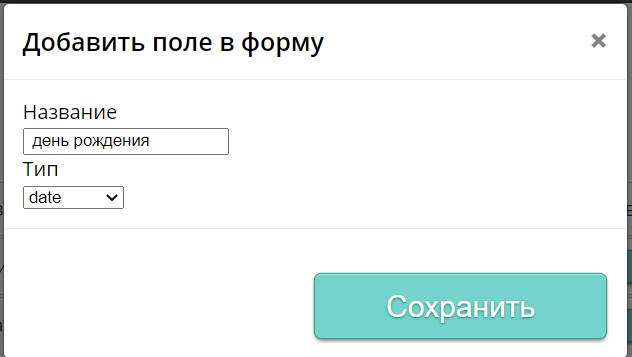 Добавить поле в форму
×
Название
день рождения
Тип
date
Сохранить